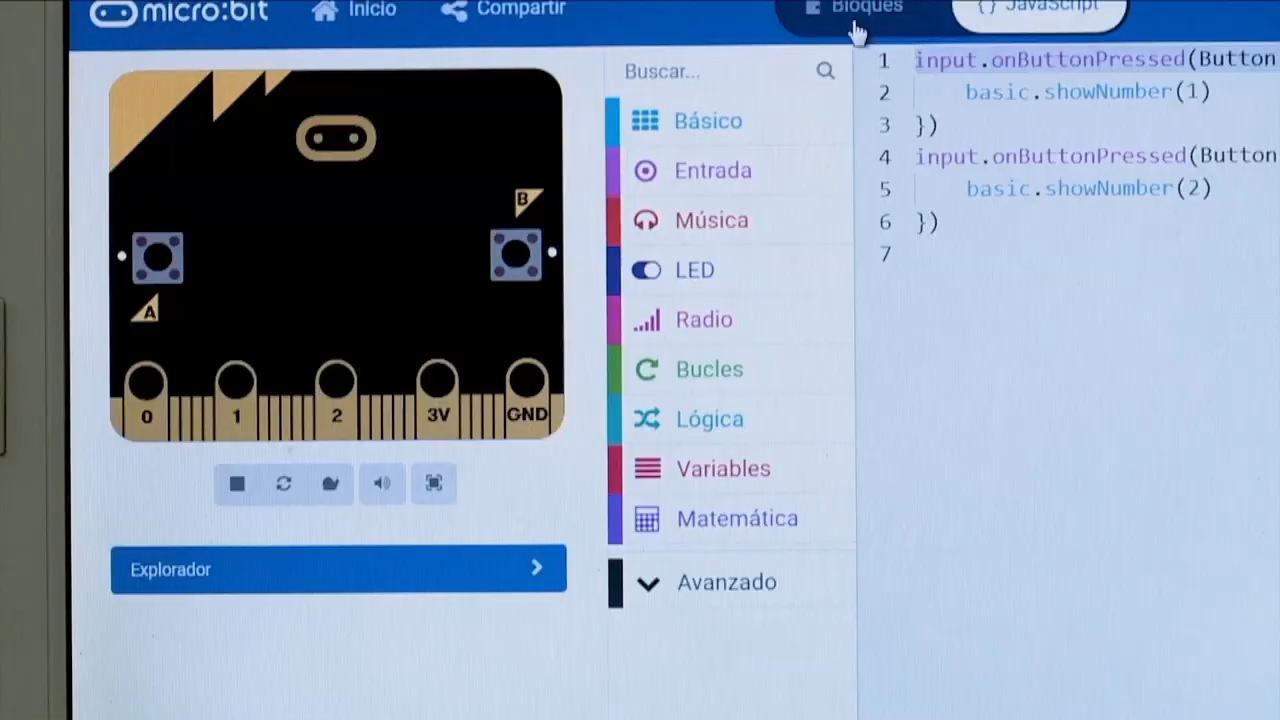 micro:bit
Inicio
Compartir
Bloques
{} JavaScript
B
A
0
1
2
3V
GND
Explorador
Buscar...
Básico
Entrada
Música
LED
Radio
Bucles
Lógica
Variables
Matemática
Avanzado
1 input.onButtonPressed(Button
2 basic.showNumber(1)
3 })
4 input.onButtonPressed(Button
5 basic.showNumber(2)
6 })
7